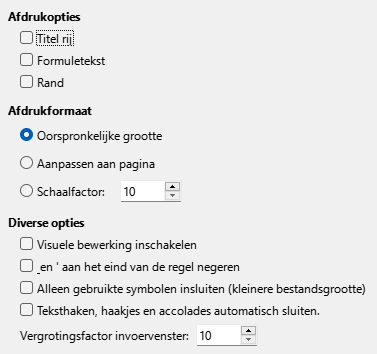 Afdrukopties
Titel rij
Formuletekst
Rand
Afdrukformaat
Oorspronkelijke grootte
Aanpassen aan pagina
Schaalfactor: 10
Diverse opties
Visuele bewerking inschakelen
_en ' aan het eind van de regel negeren
Alleen gebruikte symbolen insluiten (kleinere bestandsgrootte)
Teksthaken, haakjes en accolades automatisch sluiten.
Vergrotingsfactor invoervenster: 10